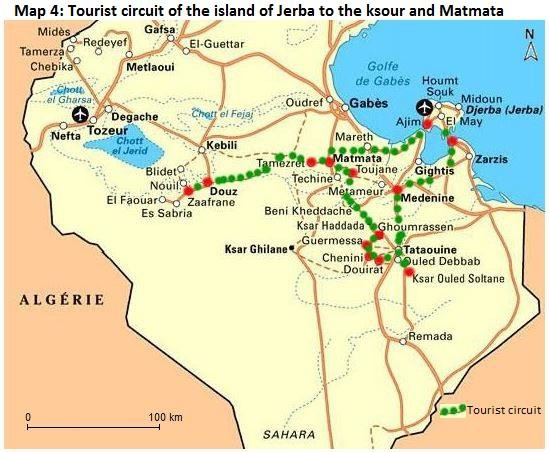 Map 4: Tourist circuit of the island of Jerba to the ksour and Matmata
Midès
Redeyef
Gafsa
N
Tamerza
El-Guettar
Chebika
Metlaoui
Golfe
de Gabès
Houmt
Souk
Chott
el Gharsa
Midoun
Oudref
Gabès
Djerba (Jerba)
Degache
Chott el Fejaj
Ajim
El May
Nefta
Tozeur
Mareth
Chott
el Jerid
Kebili
Zarzis
Tamezret
Matmata
Gightis
Blidet
Toujane
Nouil
Douz
Techine
Metameur
El Faouar
Zaafrane
Medenine
Es Sabria
Beni Kheddache
Ksar Haddada
Ghoumrassen
Guermessa
Ksar Ghilane
Tataouine
Chenini
Ouled Debbab
Douirat
Ksar Ouled Soltane
ALGÉRIE
Remada
Tourist circuit
0
100 km
SAHARA